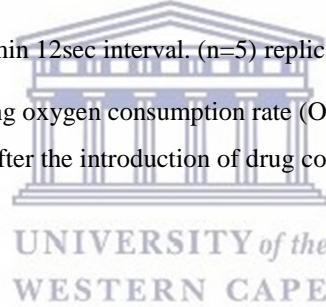 nin 12sec interval. (n=5) replic
ng oxygen consumption rate (O
fter the introduction of drug co
UNIVERSITY of the
WESTERN CAPE